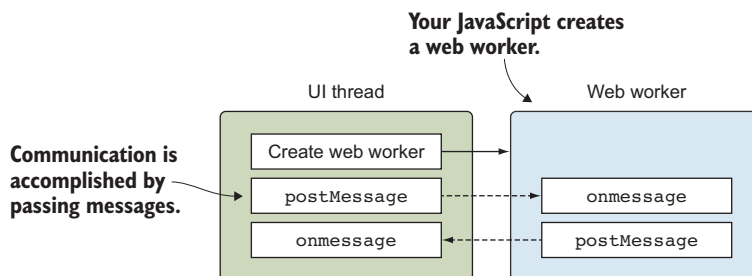 Your JavaScript creates
a web worker.
UI thread
Web worker
Create web worker
Communication is
accomplished by
passing messages.
postMessage
onmessage
onmessage
postMessage